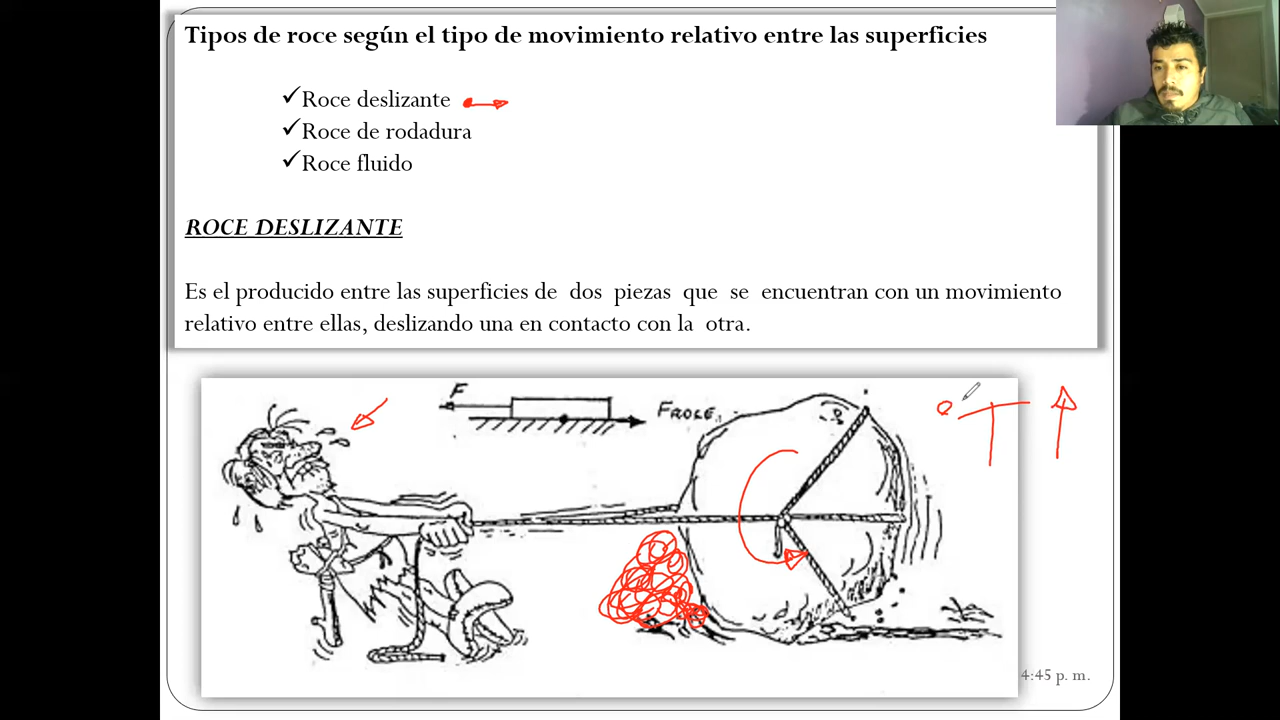 Tipos de roce según el tipo de movimiento relativo entre las superficies
✓Roce deslizante
✓Roce de rodadura
✓Roce fluido
ROCE DESLIZANTE
Es el producido entre las superficies de dos piezas que se encuentran con un movimiento
relativo entre ellas, deslizando una en contacto con la otra.
F
FROCE.
T
4:45 p. m.